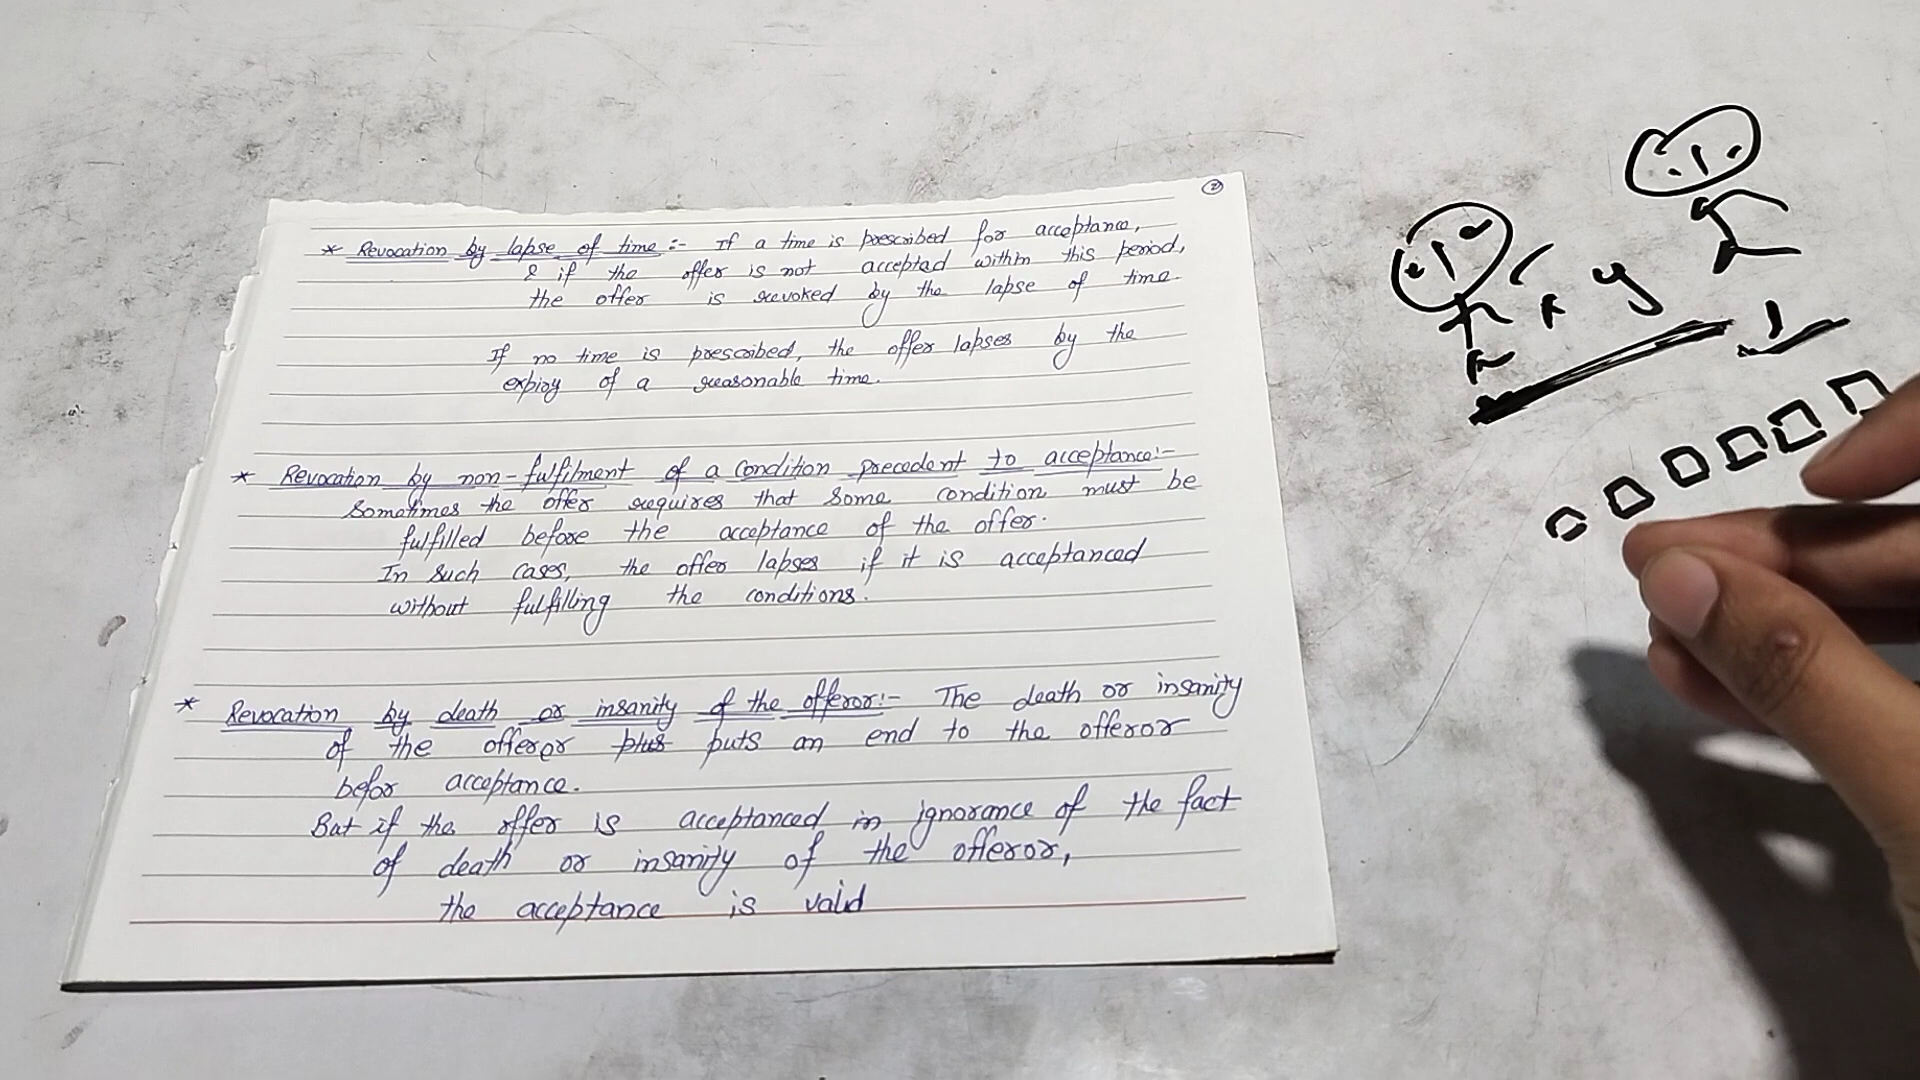 2
* Revocation by lapse of time :- If a time is prescribed for acceptance,
& if the offer is not acceptad within this period,
the offer is revoked by the lapse of time.
If no time is prescribed, the offer lapses by the
expiry of a reasonable time.
* Revocation by non-fulfilment of a Condition precedent to acceptance:-
Sometimes the offer requires that Some condition must be
fulfilled before the acceptance of the offer.
In Such cases, the offer lapses if it is acceptanced
without fulfilling the conditions.
* Revocation by death or insanity of the offeror:- The death or insanity
of the offeror plus puts an end to the offeror
befor acceptance.
But if the offer is acceptanced in ignorance of the fact
of death or insanity of the offeror,
the acceptance is valid